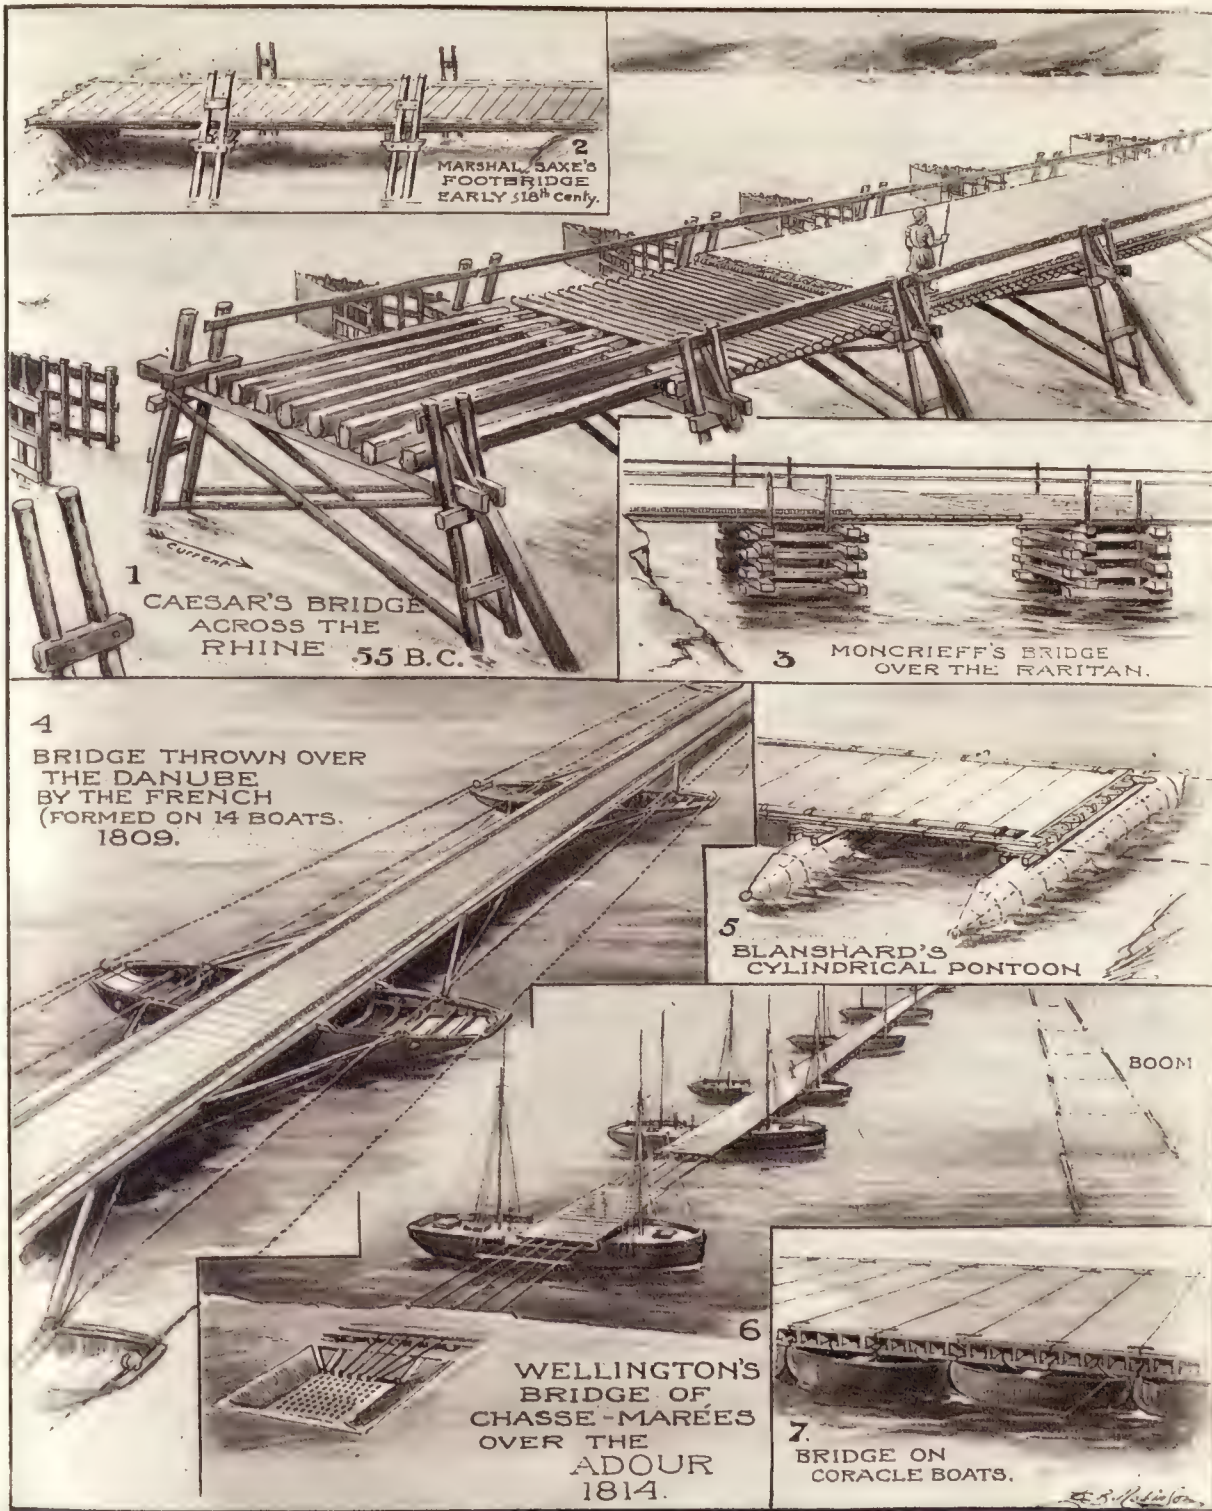 2
MARSHAL SAXE'S
FOOTBRIDGE
EARLY 18th Centy.
current
1
CAESAR'S BRIDGE
ACROSS THE
RHINE 55 B.C.
3 MONCRIEFF'S BRIDGE
OVER THE RARITAN.
4
BRIDGE THROWN OVER
THE DANUBE
BY THE FRENCH
(FORMED ON 14 BOATS.
1809.
5
BLANSHARD'S
CYLINDRICAL PONTOON
BOOM
6
WELLINGTON'S
BRIDGE OF
CHASSE-MARÉES
OVER THE
ADOUR
1814.
7.
BRIDGE ON
CORACLE BOATS.